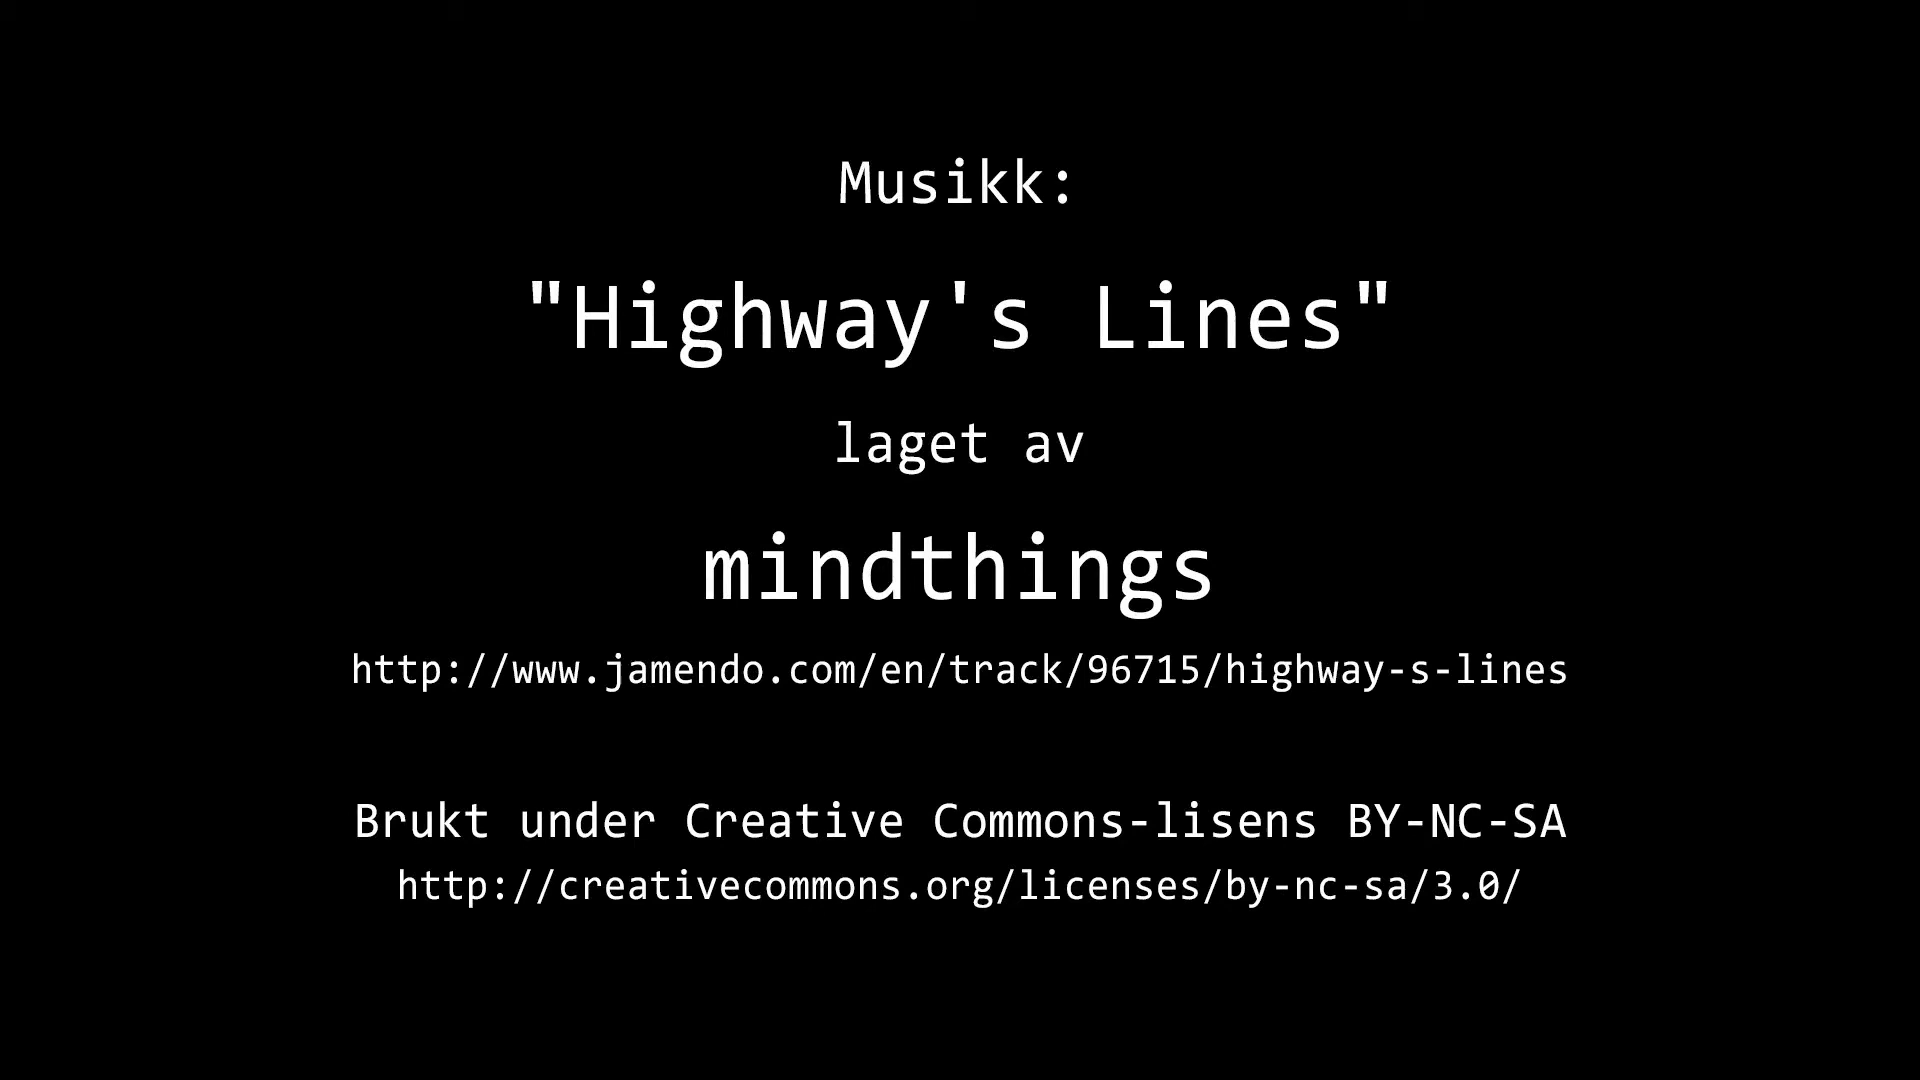 Musikk:
"Highway's Lines"
laget av
mindthings
http://www.jamendo.com/en/track/96715/highway-s-lines
Brukt under Creative Commons-lisens BY-NC-SA
http://creativecommons.org/licenses/by-nc-sa/3.0/